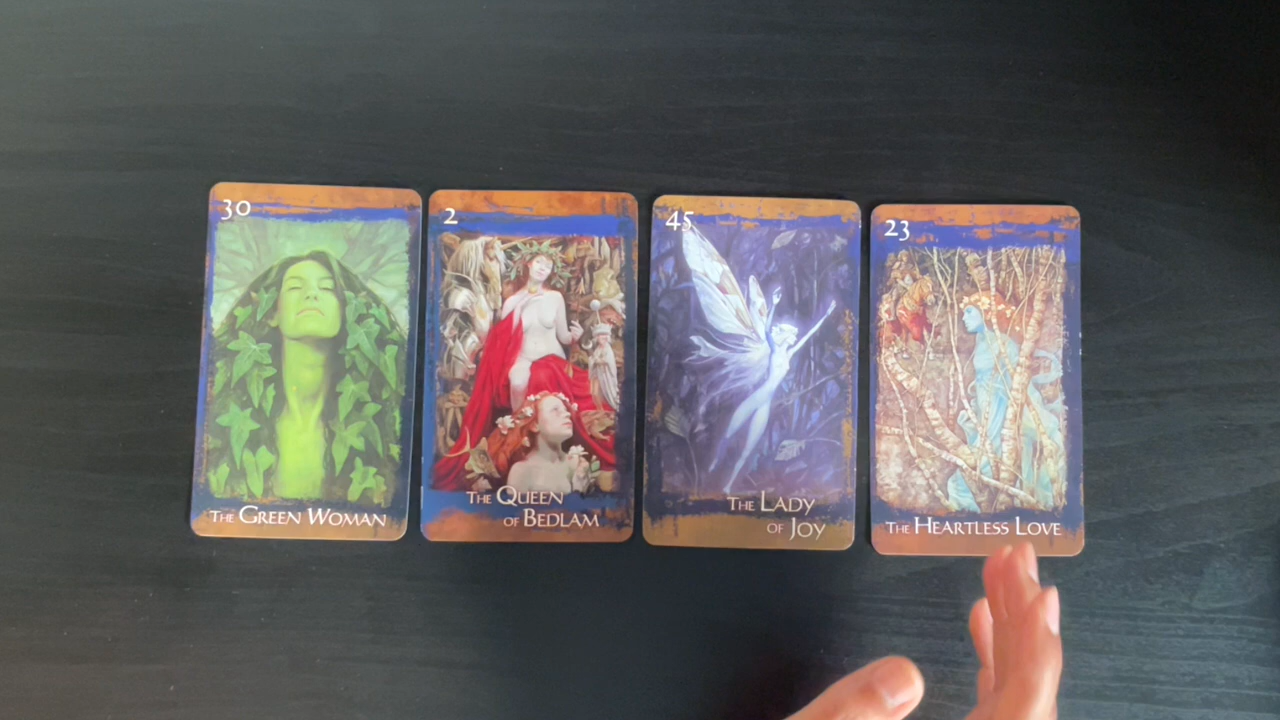 30
THE GREEN WOMAN
2
THE QUEEN
OF BEDLAM
45
THE LADY
OF JOY
23
THE HEARTLESS LOVE